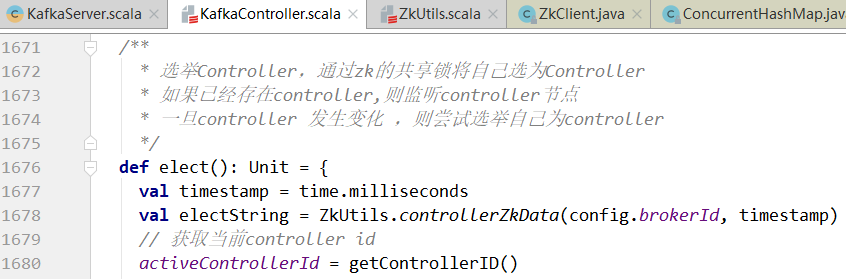 KafkaServer.scala KafkaController.scala ZkUtils.scala ZkClient.java ConcurrentHashMap.java
1671 /**
1672 * 选举Controller，通过zk的共享锁将自己选为Controller
1673 * 如果已经存在controller,则监听controller节点
1674 * 一旦controller 发生变化 ，则尝试选举自己为controller
1675 */
1676 def elect(): Unit = {
1677 val timestamp = time.milliseconds
1678 val electString = ZkUtils.controllerZkData(config.brokerId, timestamp)
1679 // 获取当前controller id
1680 activeControllerId = getControllerID()